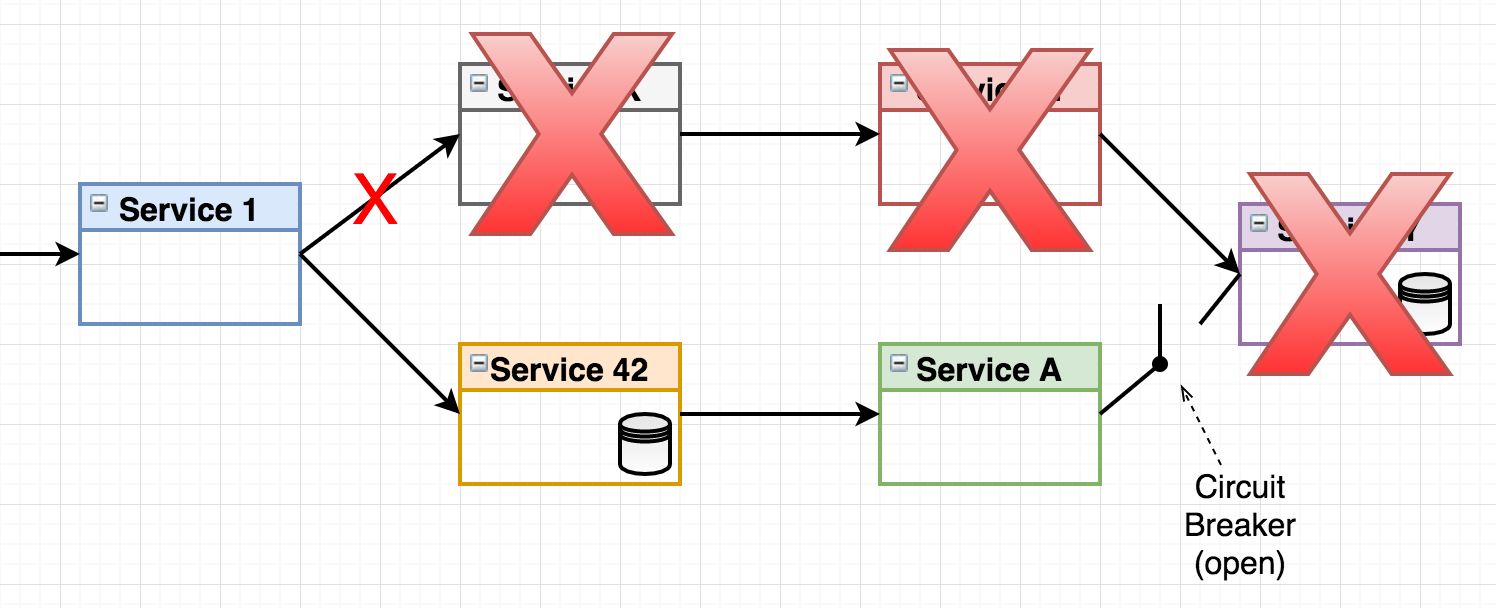 Service 1
X
Service 42
Service A
Circuit
Breaker
(open)